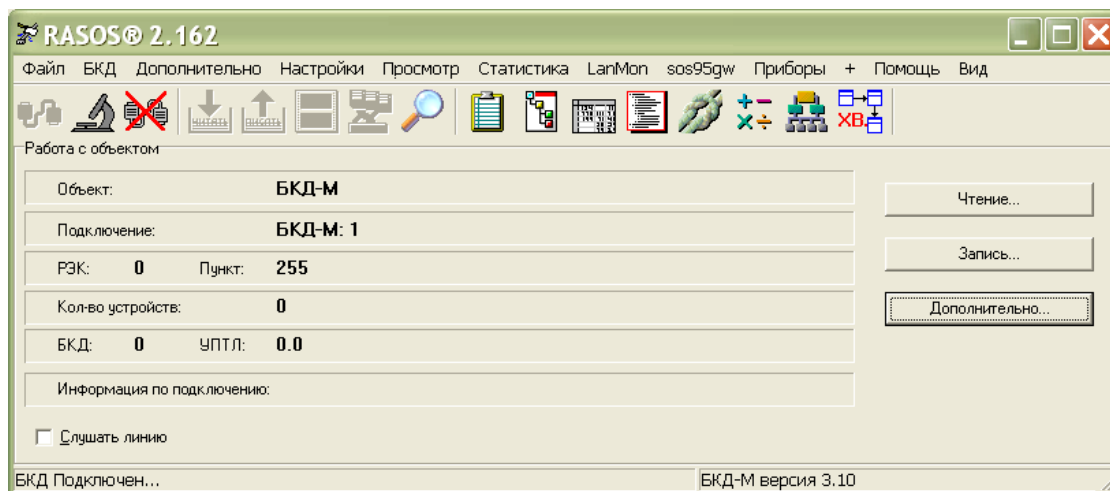 RASOS® 2.162
Файл БКД Дополнительно Настройки Просмотр Статистика LanMon sos95gw Приборы + Помощь Вид
читать писать XB.
Работа с объектом
Объект: БКД-М
Чтение...
Подключение: БКД-М: 1
РЭК: 0 Пункт: 255
Запись...
Кол-во устройств: 0
Дополнительно...
БКД: 0 УПТЛ: 0.0
Информация по подключению:
Слушать линию
БКД Подключен... БКД-М версия 3.10